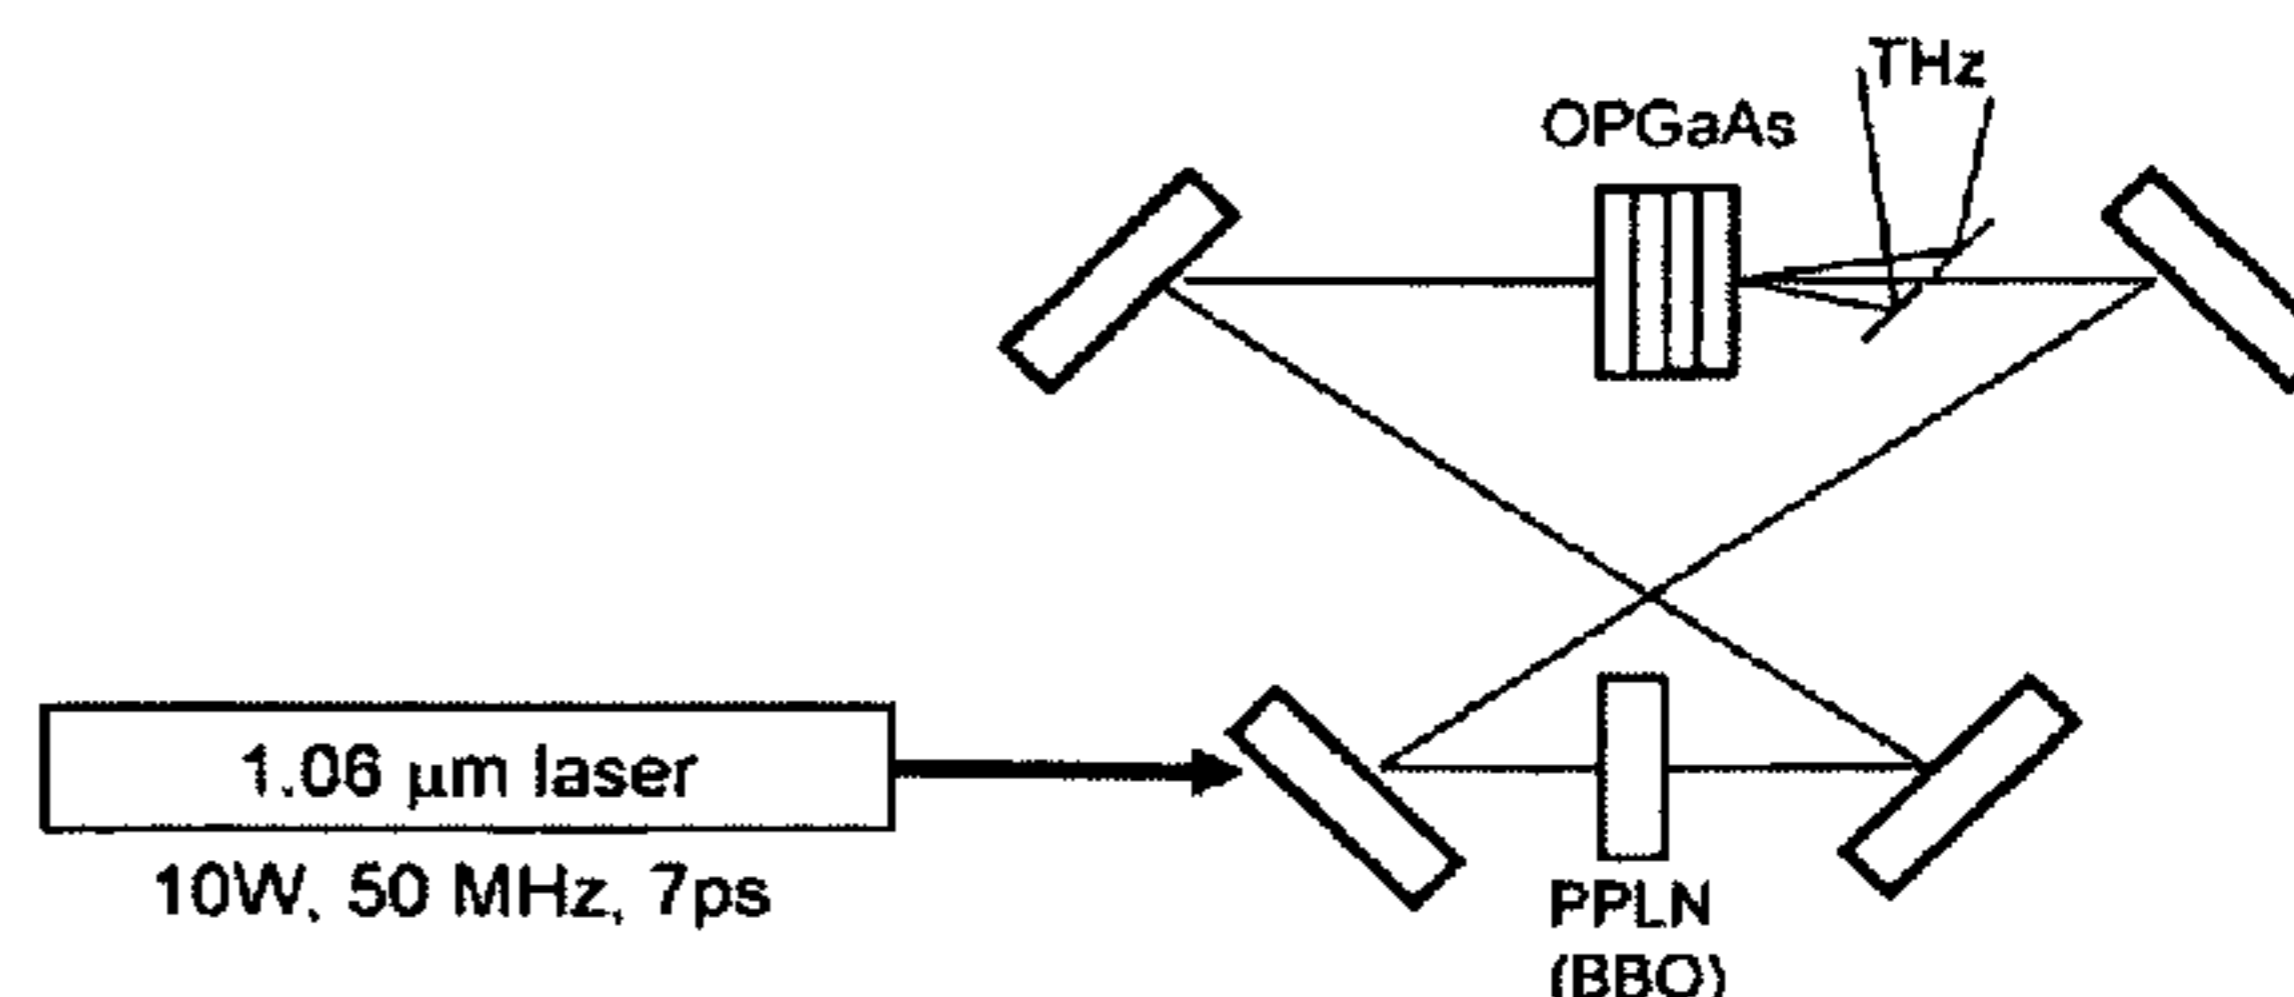 THz
OPGaAs
1.06 μm laser
10W, 50 MHz, 7ps
PPLN
(BBO)